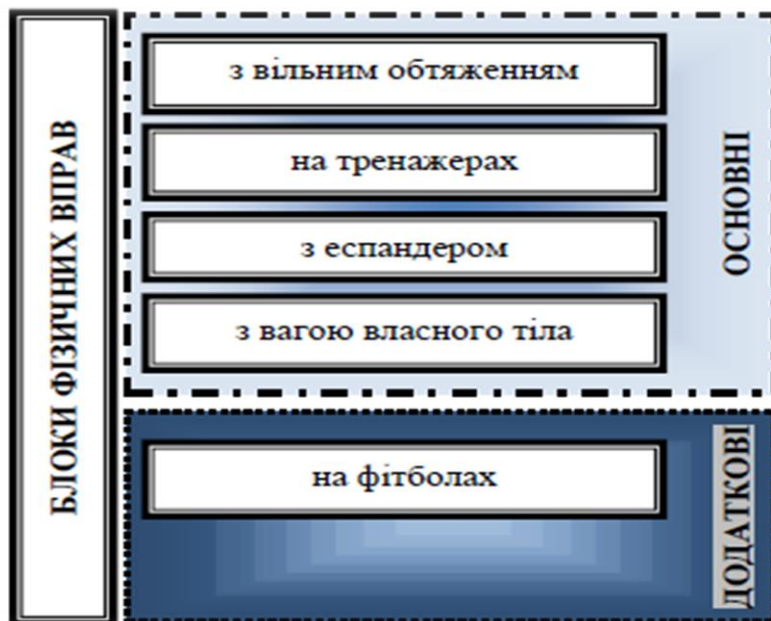 БЛОКИ ФІЗИЧНИХ ВПРАВ
з вільним обтяженням
на тренажерах
з еспандером
з вагою власного тіла
ОСНОВНІ
на фітболах
ДОДАТКОВІ